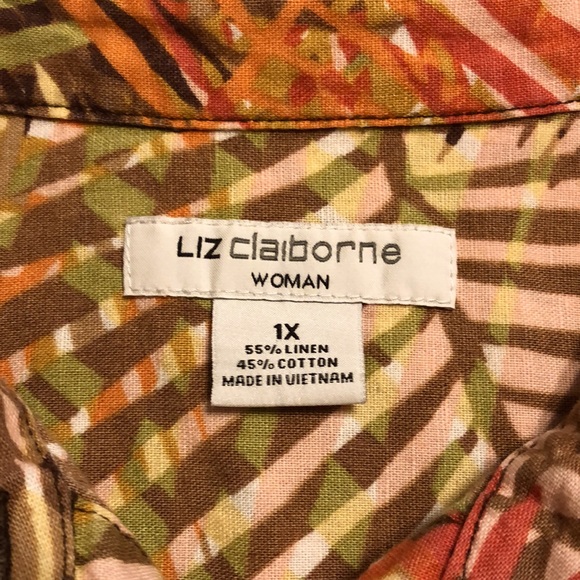 LIZ claiborne
WOMAN
1X
55% LINEN
45% COTTON
MADE IN VIETNAM